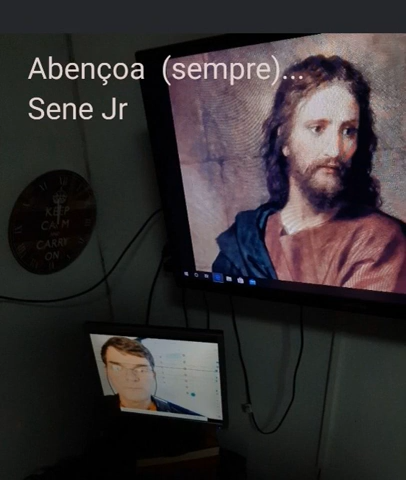 Abençoa (sempre)...
Sene Jr
KEEP
CALM
AND
CARRY
ON